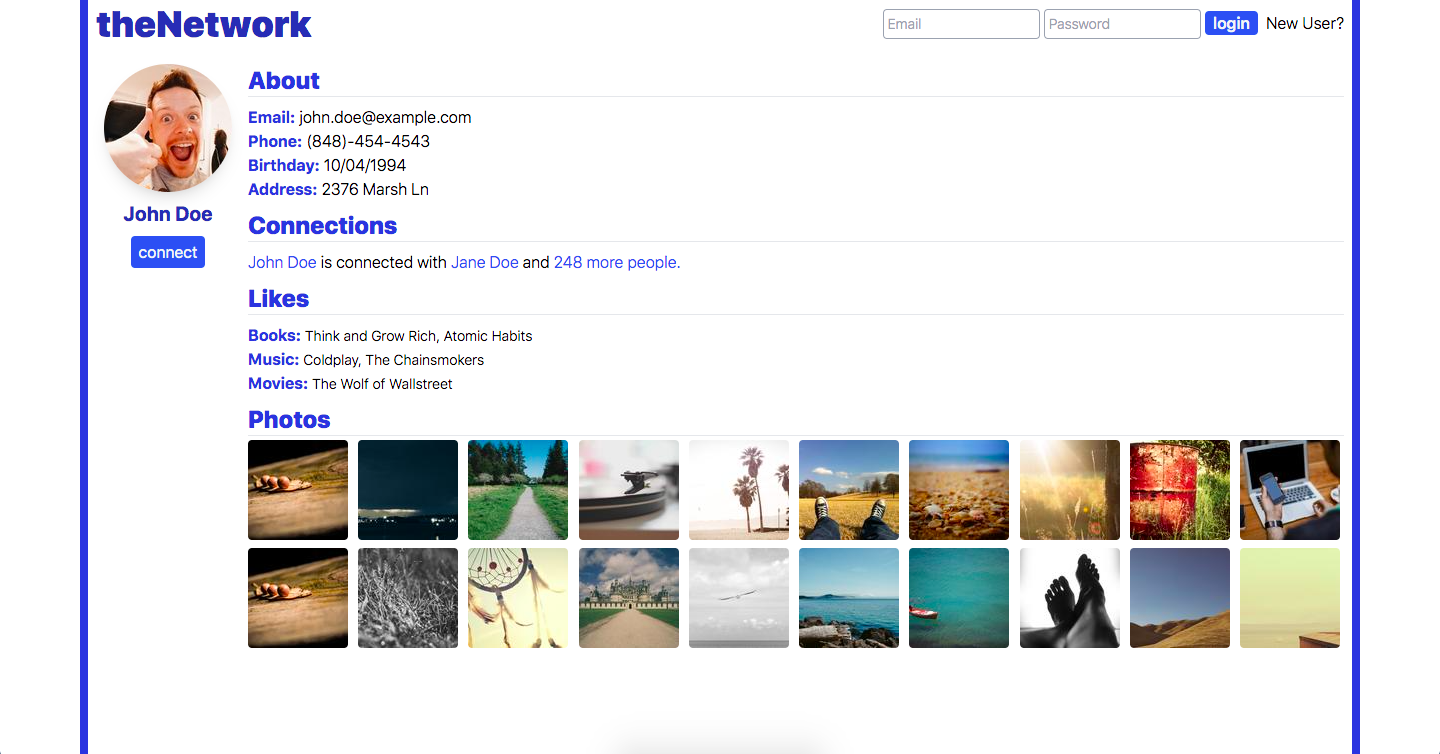 theNetwork
Email Password login New User?
About
Email: john.doe@example.com
Phone: (848)-454-4543
Birthday: 10/04/1994
Address: 2376 Marsh Ln
John Doe
connect
Connections
John Doe is connected with Jane Doe and 248 more people.
Likes
Books: Think and Grow Rich, Atomic Habits
Music: Coldplay, The Chainsmokers
Movies: The Wolf of Wallstreet
Photos